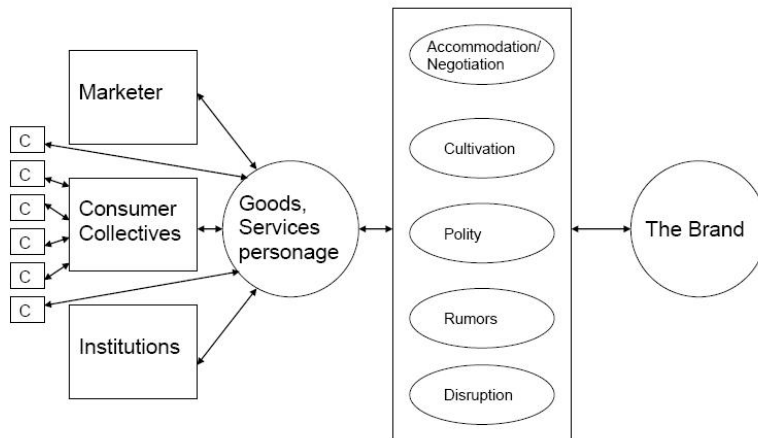 Marketer
C
C
C
C
C
C
Consumer
Collectives
Institutions
Goods,
Services
personage
Accommodation/
Negotiation
Cultivation
Polity
Rumors
Disruption
The Brand